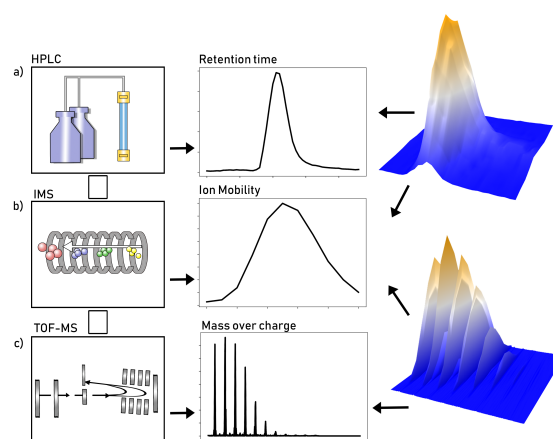 HPLC
Retention time
a)
IMS
Ion Mobility
b)
TOF-MS
Mass over charge
c)